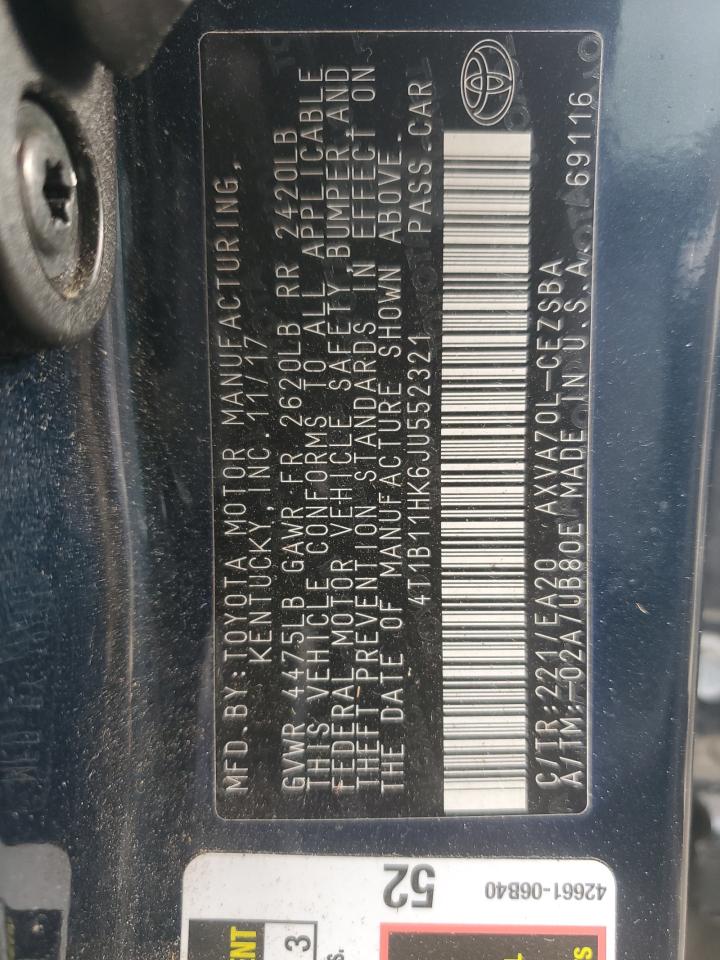 MFD.BY:TOYOTA MOTOR MANUFACTURING,
KENTUCKY,INC.11/17
GVWR 4475LB GAWR FR 2620LB RR 2420LB
THIS VEHICLE CONFORMS TO ALL APPLICABLE
FEDERAL MOTOR VEHICLE SAFETY,BUMPER,AND
THEFT PREVENTION STANDARDS IN EFFECT ON
THE DATE OF MANUFACTURE SHOWN ABOVE.
4T1B11HK6JU552321 PASS.CAR
C/TR:221/EA20 AXVA70L-CEZSBA
A/TM:-02A/UB80E MADE IN U.S.A. 69116
52
42661-06B40
3